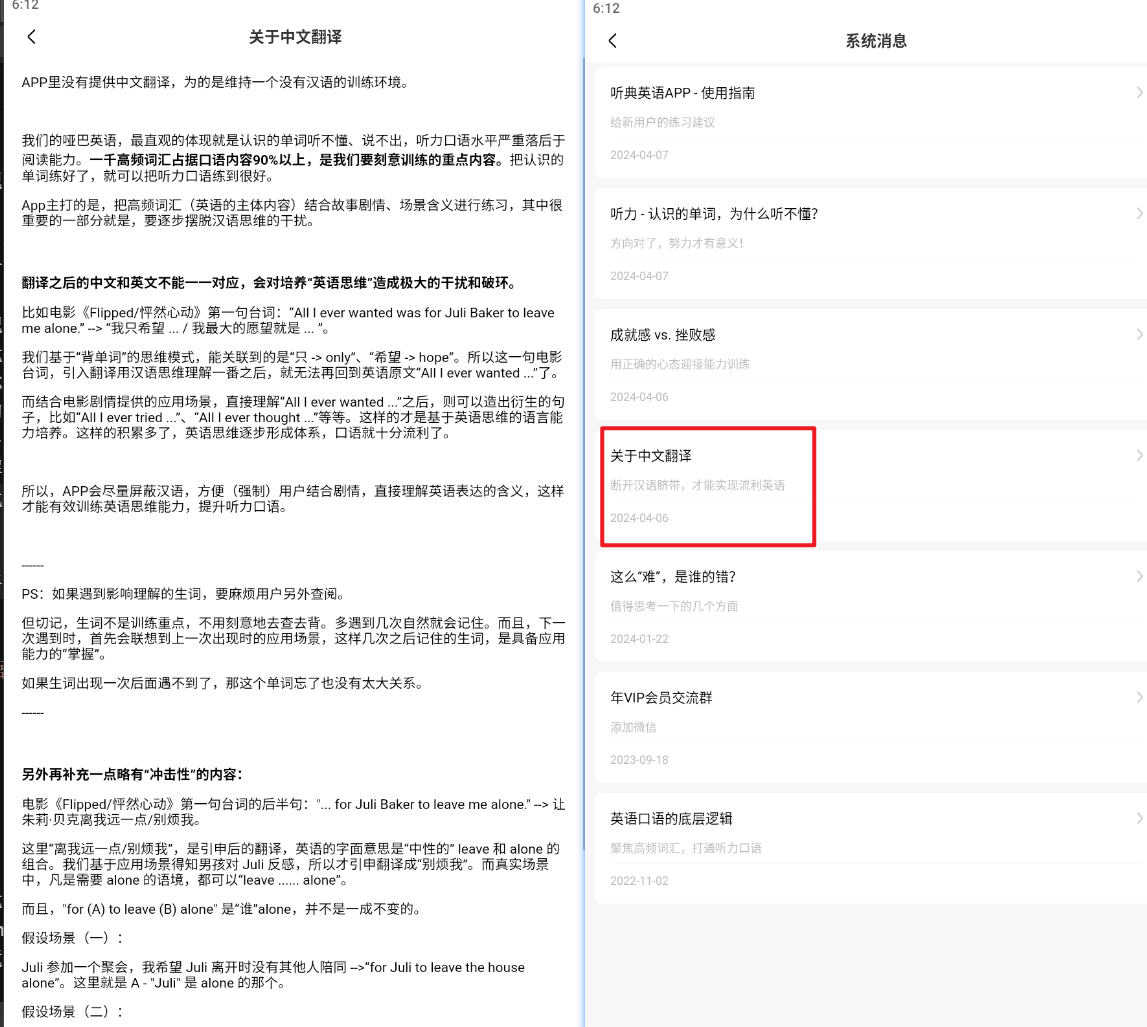 6:12
关于中文翻译
APP里没有提供中文翻译，为的是维持一个没有汉语的训练环境。
我们的哑巴英语，最直观的体现就是认识的单词听不懂、说不出，听力口语水平严重落后于
阅读能力。一千高频词汇占据口语内容90%以上，是我们要刻意训练的重点内容。把认识的
单词练好了，就可以把听力口语练到很好。
App主打的是，把高频词汇（英语的主体内容）结合故事剧情、场景含义进行练习，其中很
重要的一部分就是，要逐步摆脱汉语思维的干扰。
翻译之后的中文和英文不能一一对应，会对培养“英语思维”造成极大的干扰和破坏。
比如电影《Flipped/怦然心动》第一句台词：“All I ever wanted was for Juli Baker to leave
me alone.” --> “我只希望 ... / 我最大的愿望就是 ... ”。
我们基于“背单词”的思维模式，能关联到的是“只 -> only”、“希望 -> hope”。所以这一句电影
台词，引入翻译用汉语思维理解一番之后，就无法再回到英语原文“All I ever wanted ...”了。
而结合电影剧情提供的应用场景，直接理解“All I ever wanted ...”之后，则可以造出衍生的句
子，比如“All I ever tried ...”、“All I ever thought ...”等等。这样的才是基于英语思维的语言能
力培养。这样的积累多了，英语思维逐步形成体系，口语就十分流利了。
所以，APP会尽量屏蔽汉语，方便（强制）用户结合剧情，直接理解英语表达的含义，这样
才能有效训练英语思维能力，提升听力口语。
------
PS：如果遇到影响理解的生词，要麻烦用户另外查阅。
但切记，生词不是训练重点，不用刻意地去查去背。多遇到几次自然就会记住。而且，下一
次遇到时，首先会联想到上一次出现时的应用场景，这样几次之后记住的生词，是具备应用
能力的“掌握”。
如果生词出现一次后面遇不到了，那这个单词忘了也没有太大关系。
------
另外再补充一点略有“冲击性”的内容：
电影《Flipped/怦然心动》第一句台词的后半句："... for Juli Baker to leave me alone." --> 让
朱莉·贝克离我远一点/别烦我。
这里“离我远一点/别烦我”，是引申后的翻译，英语的字面意思是“中性的” leave 和 alone 的
组合。我们基于应用场景得知男孩对 Juli 反感，所以才引申翻译成“别烦我”。而真实场景
中，凡是需要 alone 的语境，都可以“leave ...... alone”。
而且，"for (A) to leave (B) alone" 是“谁”alone，并不是一成不变的。
假设场景（一）：
Juli 参加一个聚会，我希望 Juli 离开时没有其他人陪同 -->“for Juli to leave the house
alone”。这里就是 A - "Juli" 是 alone 的那个。
假设场景（二）：
6:12
系统消息
听典英语APP - 使用指南
给新用户的练习建议
2024-04-07
听力 - 认识的单词，为什么听不懂？
方向对了，努力才有意义！
2024-04-07
成就感 vs. 挫败感
用正确的心态迎接能力训练
2024-04-06
关于中文翻译
断开汉语脐带，才能实现流利英语
2024-04-06
这么“难”，是谁的错？
值得思考一下的几个方面
2024-01-22
年VIP会员交流群
添加微信
2023-09-18
英语口语的底层逻辑
聚焦高频词汇，打通听力口语
2022-11-02